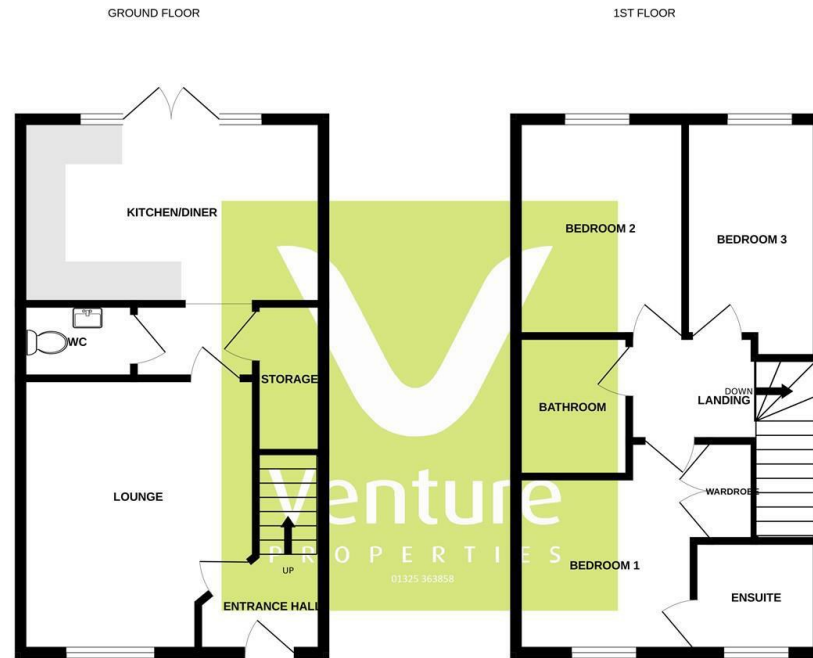 GROUND FLOOR
1ST FLOOR
KITCHEN/DINER
WC
STORAGE
LOUNGE
UP
ENTRANCE HALL
BEDROOM 2
BEDROOM 3
BATHROOM
DOWN
LANDING
WARDROBE
BEDROOM 1
ENSUITE
Venture
PROPERTIES
01325 363858